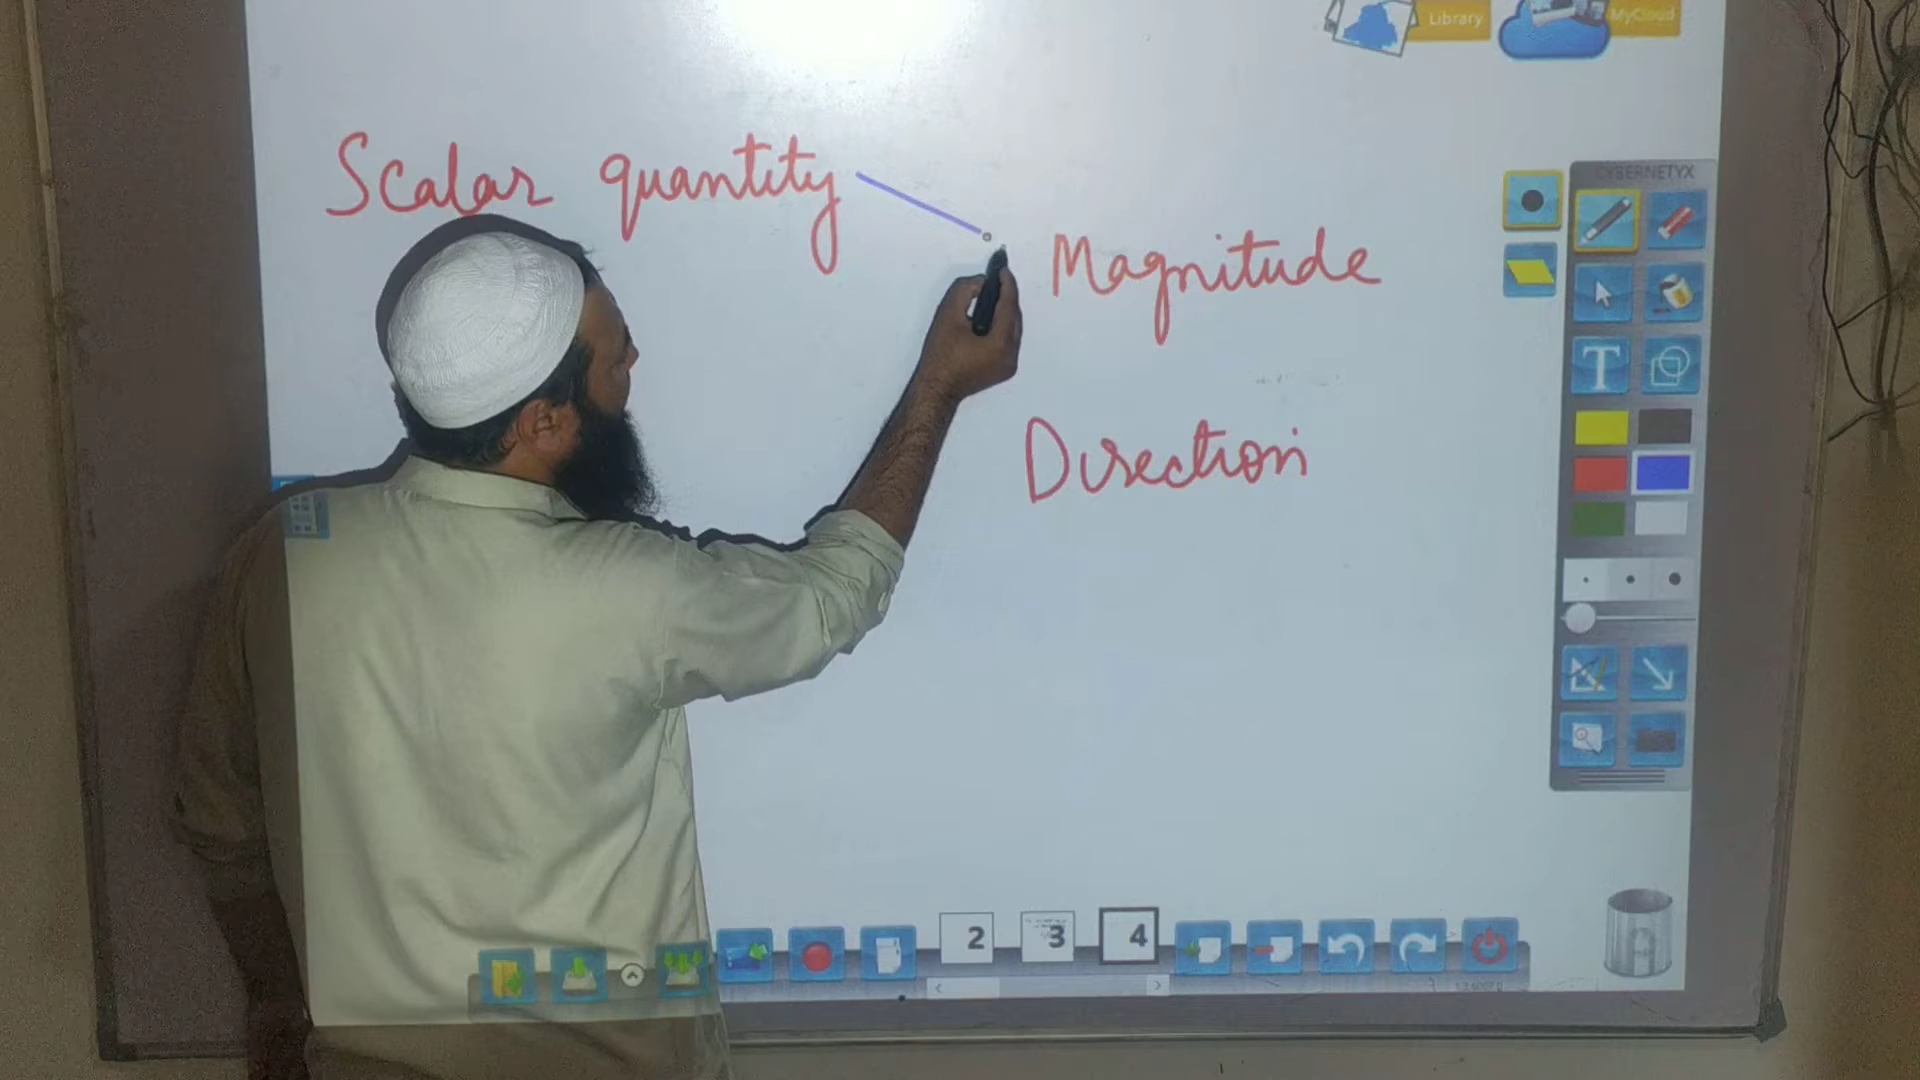 Library
MyCloud
Scalar quantity
CYBERNETYX
Magnitude
T
Direction
2
3
4